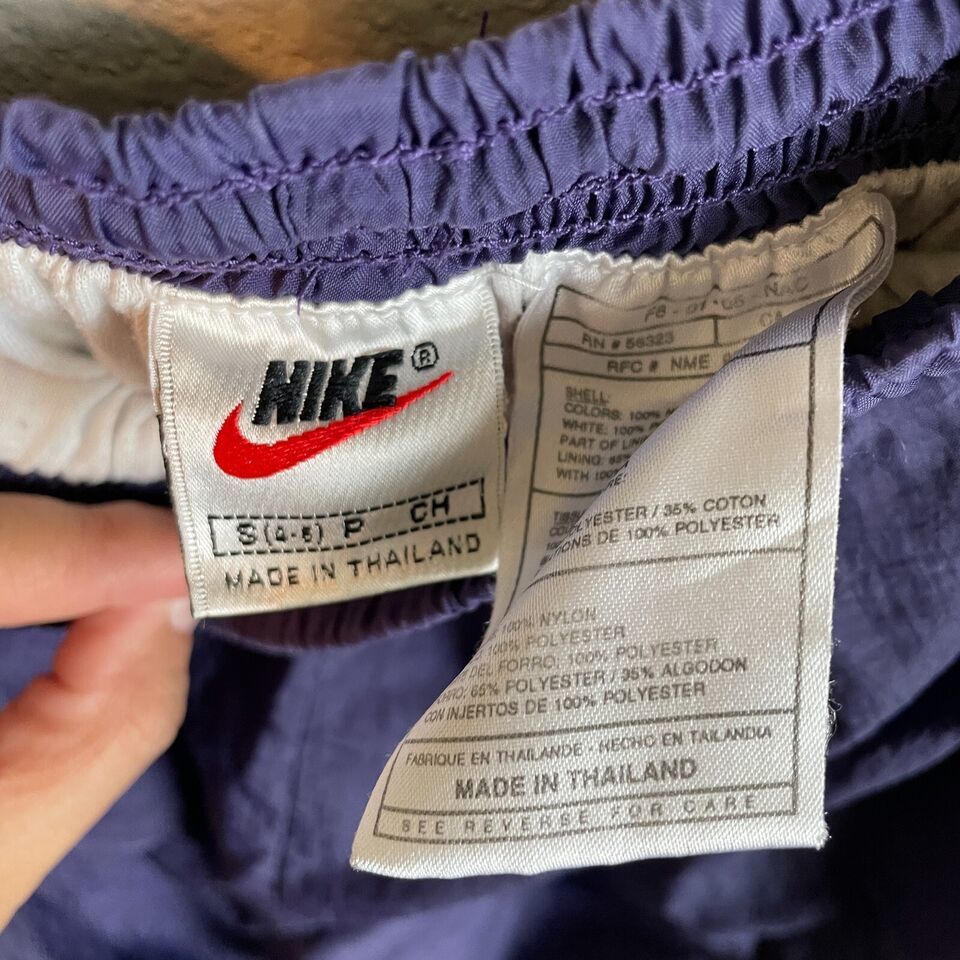 NIKE®
S (4-6) P CH
MADE IN THAILAND
RN # 56323
CA
RFC # NME
SHELL:
COLORS: 100%
WHITE: 100%
PART OF
LINING:
WITH
YESTER / 35% COTON
DE 100% POLYESTER
100% NYLON
100% POLYESTER
DEL FORRO: 100% POLYESTER
65% POLYESTER / 35% ALGODON
CON INJERTOS DE 100% POLYESTER
FABRIQUE EN THAILANDE - HECHO EN TAILANDIA
MADE IN THAILAND
SEE REVERSE FOR CARE